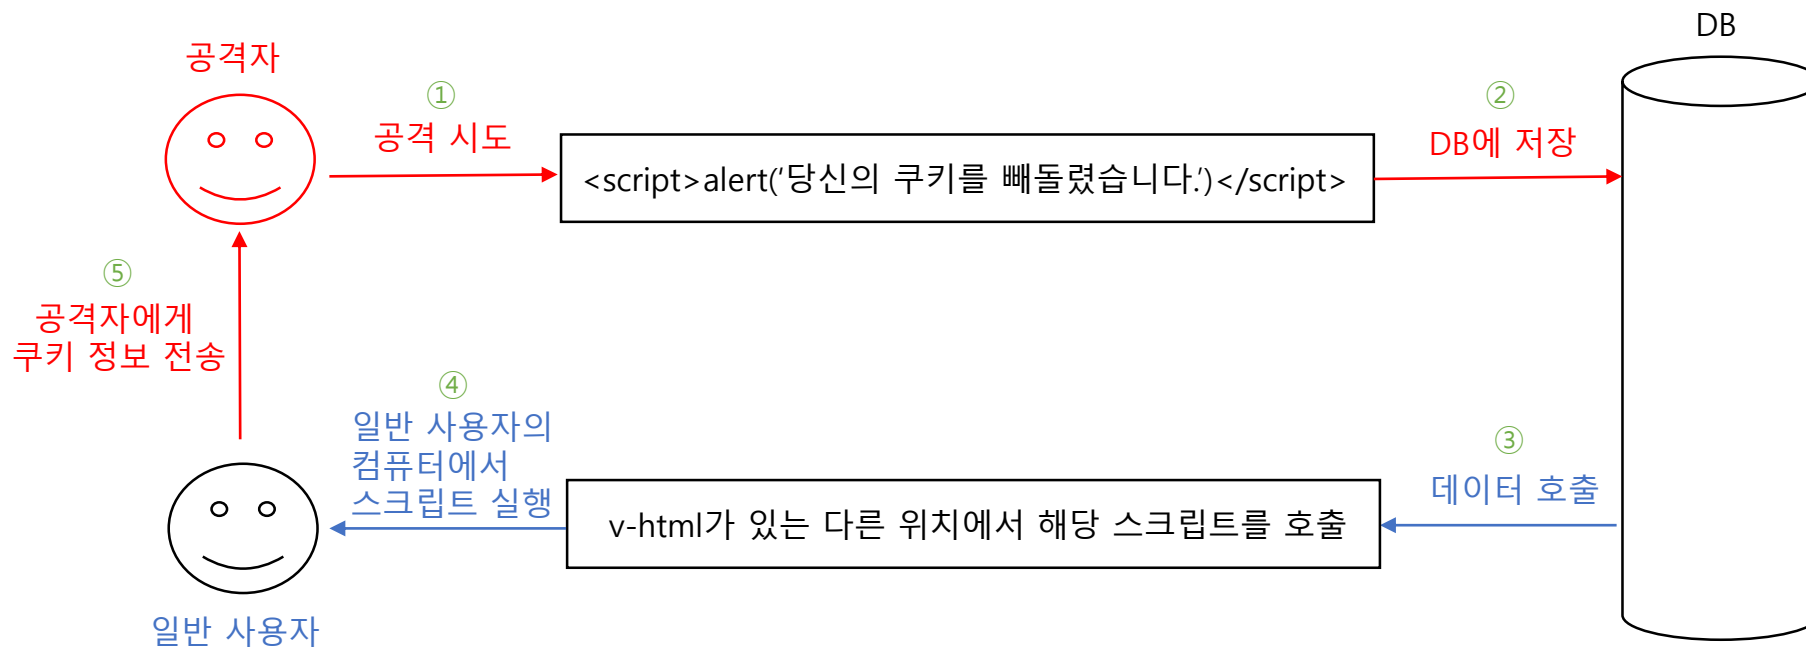 DB
공격자
①
공격 시도
<script>alert('당신의 쿠키를 빼돌렸습니다.')</script>
②
DB에 저장
⑤
공격자에게
쿠키 정보 전송
④
일반 사용자의
컴퓨터에서
스크립트 실행
v-html가 있는 다른 위치에서 해당 스크립트를 호출
③
데이터 호출
일반 사용자